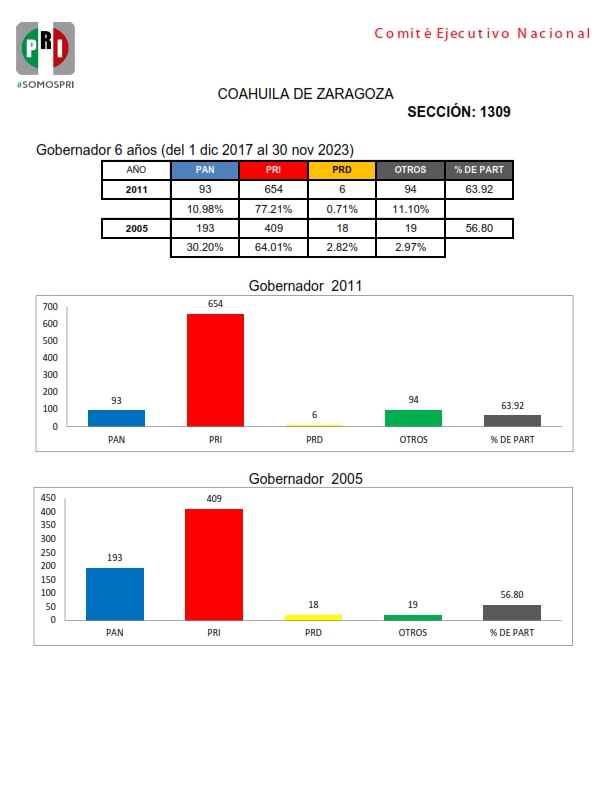 PRI
#SOMOSPRI
Comité Ejecutivo Nacional
COAHUILA DE ZARAGOZA
SECCIÓN: 1309
Gobernador 6 años (del 1 dic 2017 al 30 nov 2023)
AÑO PAN PRI PRD OTROS % DE PART
2011 93 654 6 94 63.92
10.98% 77.21% 0.71% 11.10%
2005 193 409 18 19 56.80
30.20% 64.01% 2.82% 2.97%
Gobernador 2011
700
600
500
400
300
200
100
0
93 654 6 94 63.92
PAN PRI PRD OTROS % DE PART
Gobernador 2005
450
400
350
300
250
200
150
100
50
0
193 409 18 19 56.80
PAN PRI PRD OTROS % DE PART